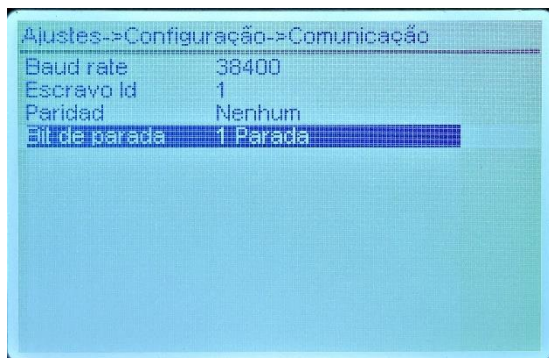 Ajustes->Configuração->Comunicação
Baud rate 38400
Escravo Id 1
Paridad Nenhum
Bit de parada 1 Parada